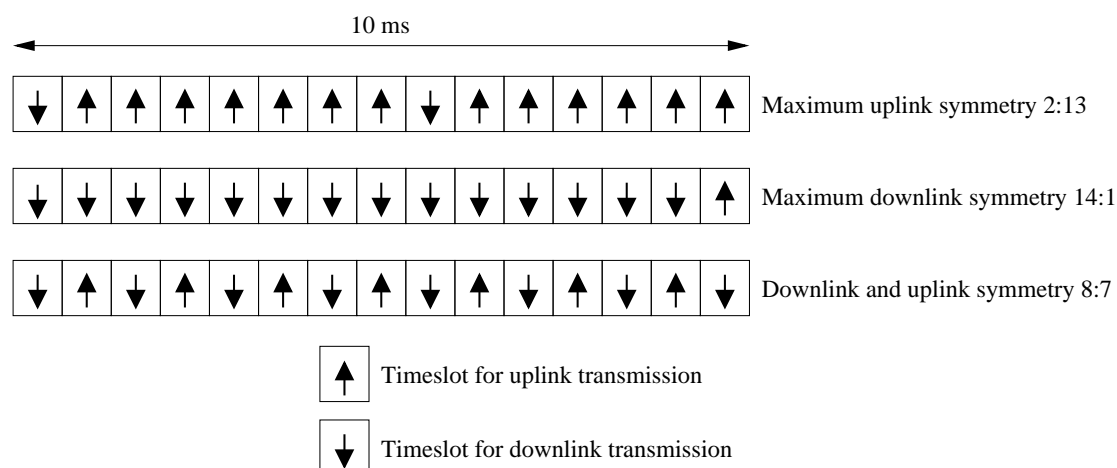 10 ms
Maximum uplink symmetry 2:13
Maximum downlink symmetry 14:1
Downlink and uplink symmetry 8:7
Timeslot for uplink transmission
Timeslot for downlink transmission